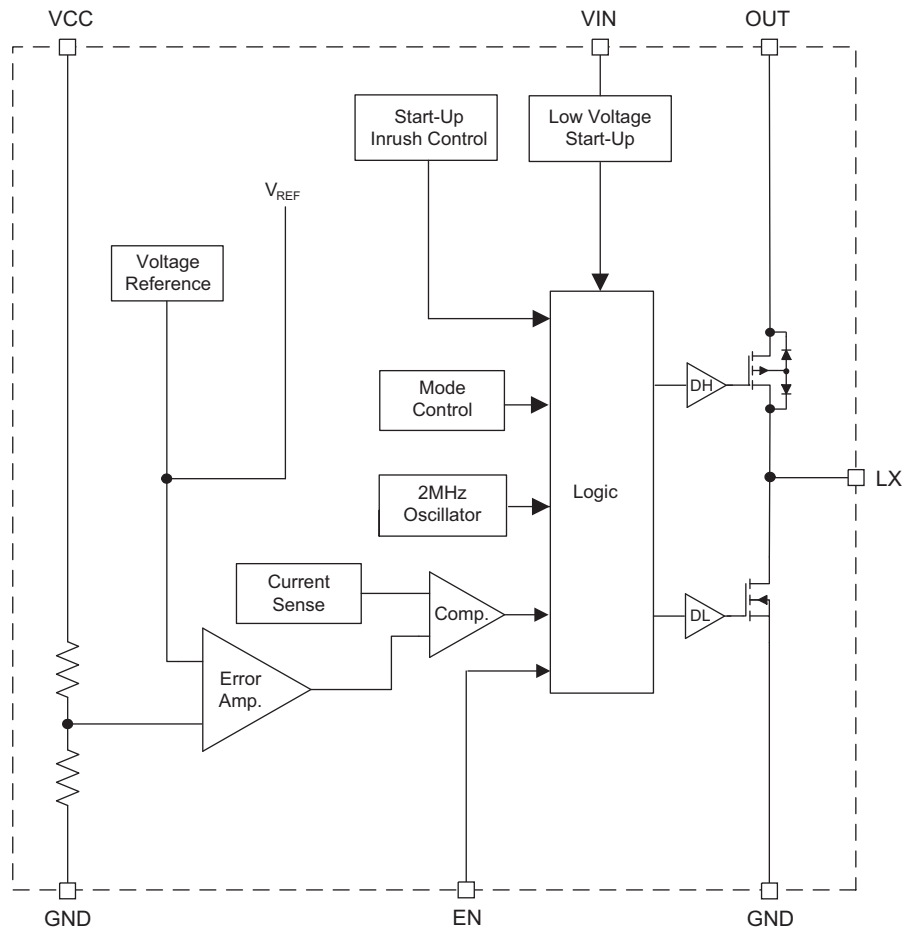 VCC
VIN
OUT
Start-Up
Inrush Control
Low Voltage
Start-Up
VREF
Voltage
Reference
Mode
Control
DH
2MHz
Oscillator
Logic
LX
Current
Sense
Comp.
DL
Error
Amp.
GND
EN
GND